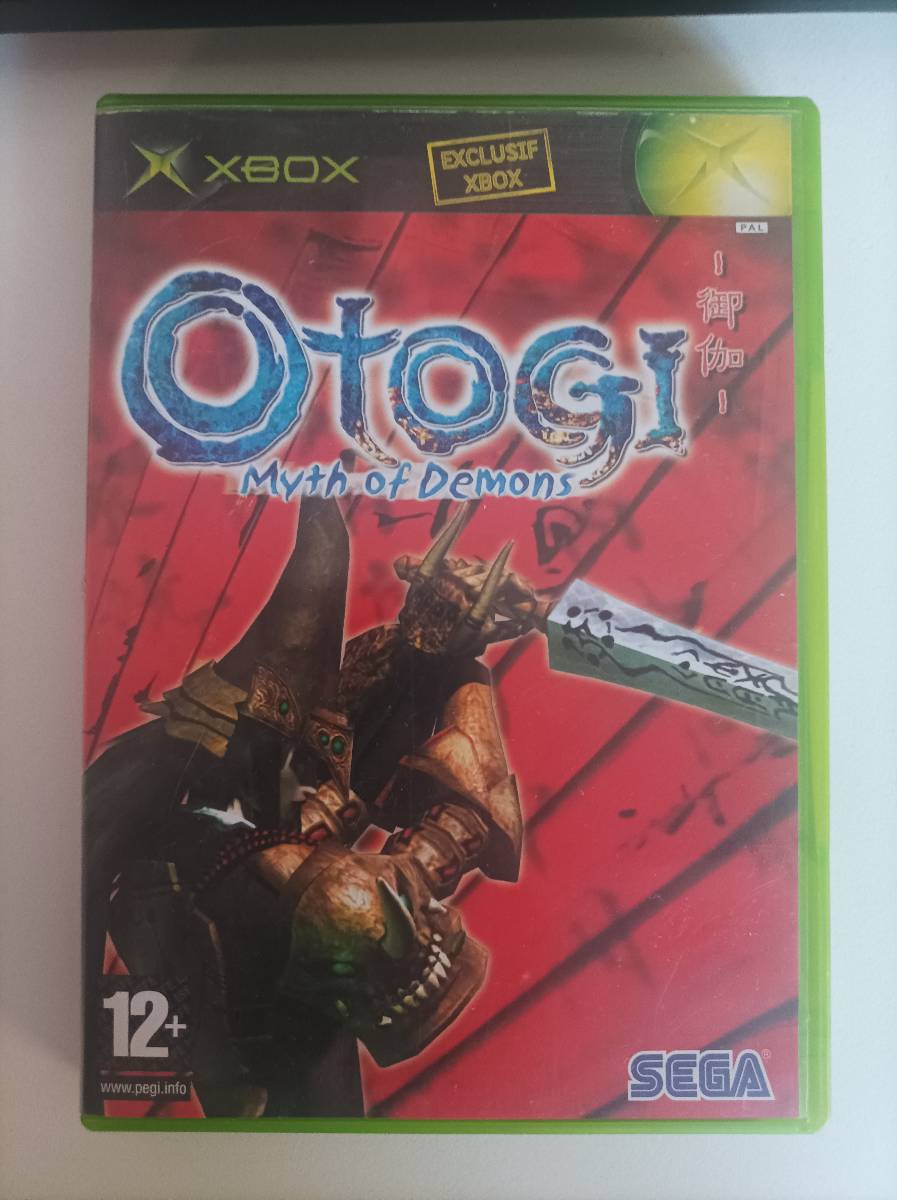 XBOX
EXCLUSIF
XBOX
PAL
御伽
Otogi
Myth of Demons
12+
www.pegi.info
SEGA®